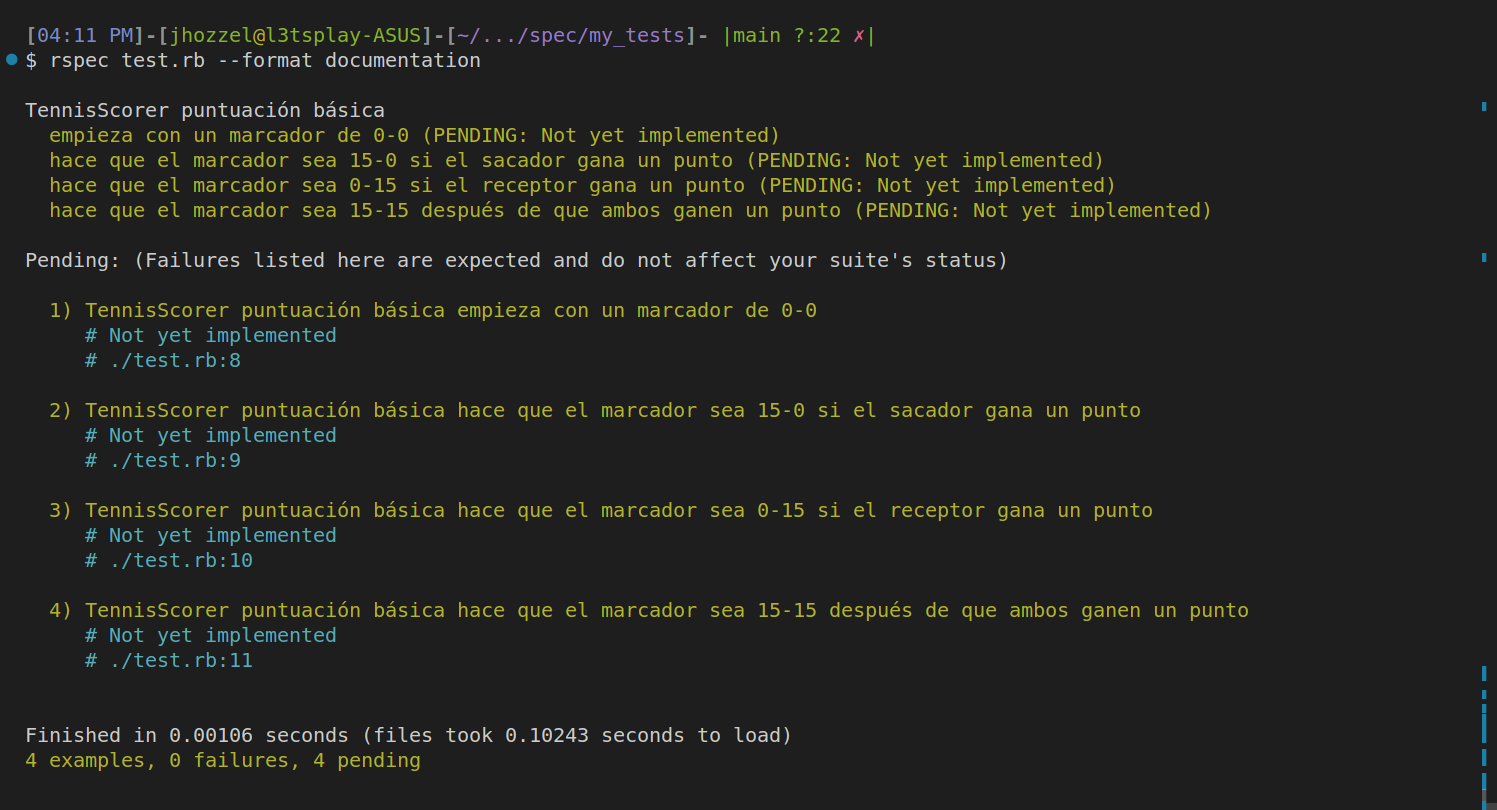 [04:11 PM]-[jhozzel@l3tsplay-ASUS]-[~/.../spec/my_tests]- |main ?:22 ✗|
$ rspec test.rb --format documentation
TennisScorer puntuación básica
empieza con un marcador de 0-0 (PENDING: Not yet implemented)
hace que el marcador sea 15-0 si el sacador gana un punto (PENDING: Not yet implemented)
hace que el marcador sea 0-15 si el receptor gana un punto (PENDING: Not yet implemented)
hace que el marcador sea 15-15 después de que ambos ganen un punto (PENDING: Not yet implemented)
Pending: (Failures listed here are expected and do not affect your suite's status)
1) TennisScorer puntuación básica empieza con un marcador de 0-0
# Not yet implemented
# ./test.rb:8
2) TennisScorer puntuación básica hace que el marcador sea 15-0 si el sacador gana un punto
# Not yet implemented
# ./test.rb:9
3) TennisScorer puntuación básica hace que el marcador sea 0-15 si el receptor gana un punto
# Not yet implemented
# ./test.rb:10
4) TennisScorer puntuación básica hace que el marcador sea 15-15 después de que ambos ganen un punto
# Not yet implemented
# ./test.rb:11
Finished in 0.00106 seconds (files took 0.10243 seconds to load)
4 examples, 0 failures, 4 pending